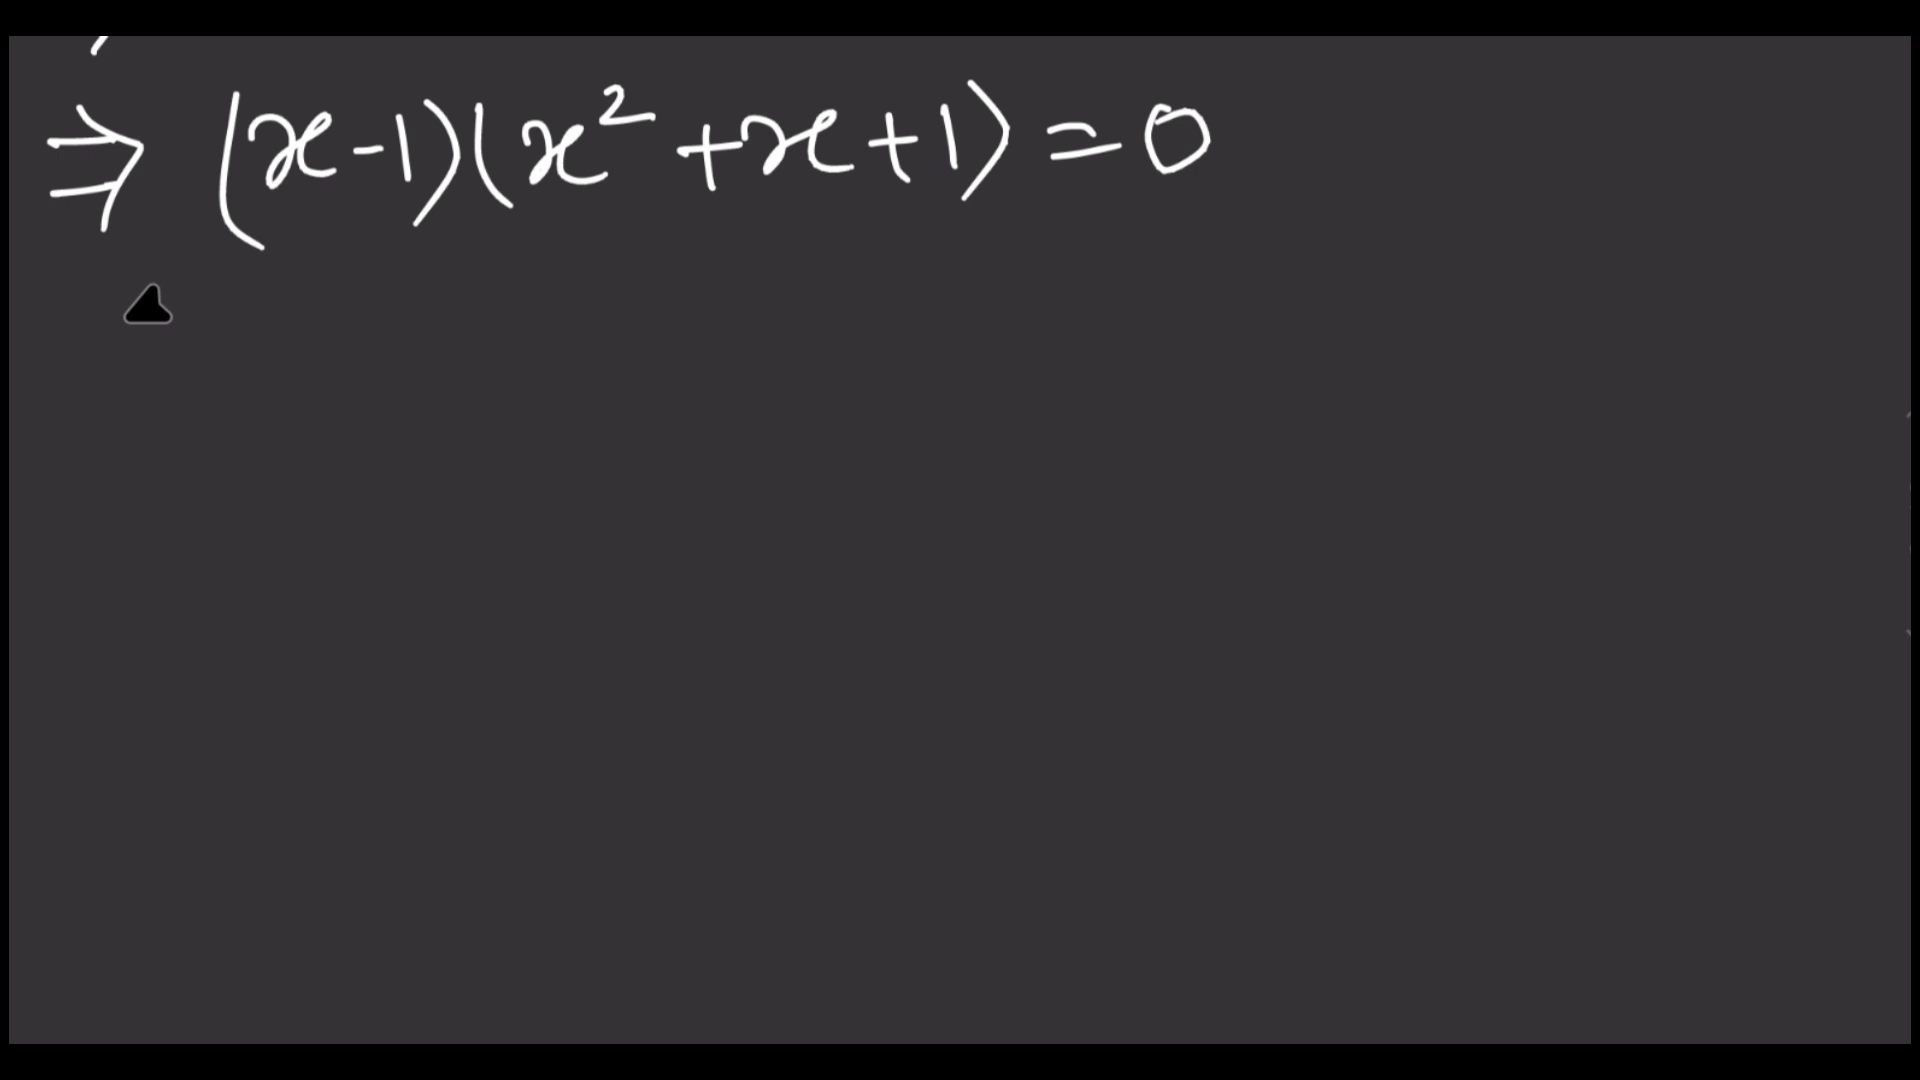 ⇒ (x-1)(x² +x+1) = 0